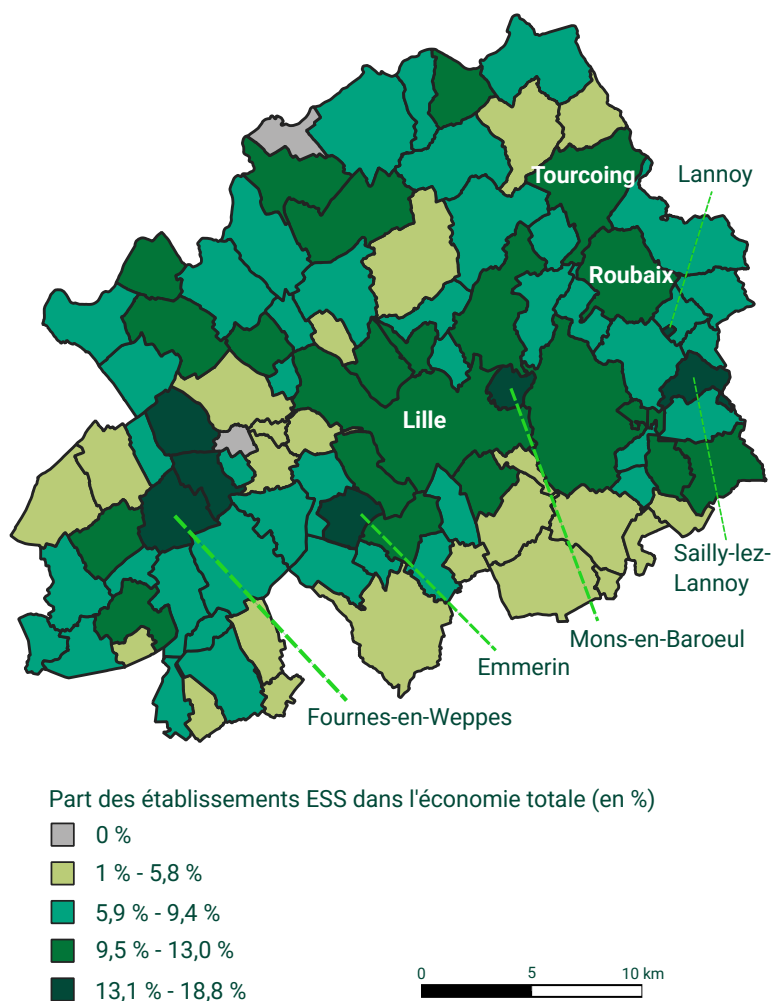 Tourcoing
Lannoy
Roubaix
Lille
Sailly-lez-
Lannoy
Mons-en-Baroeul
Emmerin
Fournes-en-Weppes
Part des établissements ESS dans l'économie totale (en %)
0 %
1 % - 5,8 %
5,9 % - 9,4 %
9,5 % - 13,0 %
13,1 % - 18,8 %
0 5 10 km